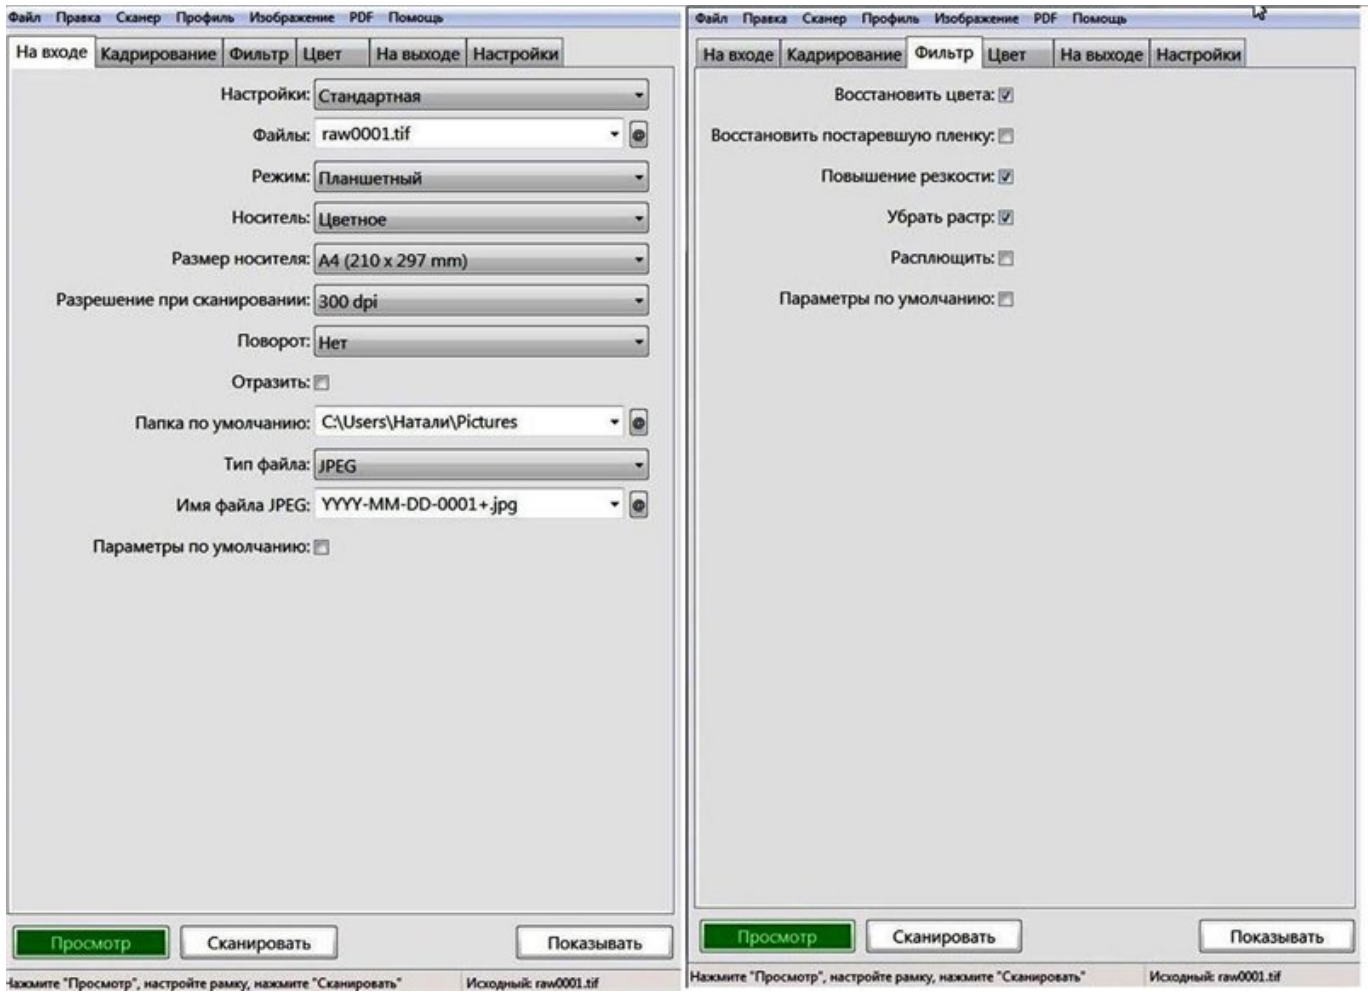 Файл Правка Сканер Профиль Изображение PDF Помощь
На входе Кадрирование Фильтр Цвет На выходе Настройки
Настройки: Стандартная
Файлы: raw0001.tif @
Режим: Планшетный
Носитель: Цветное
Размер носителя: A4 (210 x 297 mm)
Разрешение при сканировании: 300 dpi
Поворот: Нет
Отразить:
Папка по умолчанию: C:\Users\Натали\Pictures @
Тип файла: JPEG
Имя файла JPEG: YYYY-MM-DD-0001+.jpg @
Параметры по умолчанию:
Просмотр Сканировать Показывать
Нажмите "Просмотр", настройте рамку, нажмите "Сканировать" Исходный: raw0001.tif
Файл Правка Сканер Профиль Изображение PDF Помощь
На входе Кадрирование Фильтр Цвет На выходе Настройки
Восстановить цвета:
Восстановить постаревшую пленку:
Повышение резкости:
Убрать растр:
Расплющить:
Параметры по умолчанию:
Просмотр Сканировать Показывать
Нажмите "Просмотр", настройте рамку, нажмите "Сканировать" Исходный: raw0001.tif